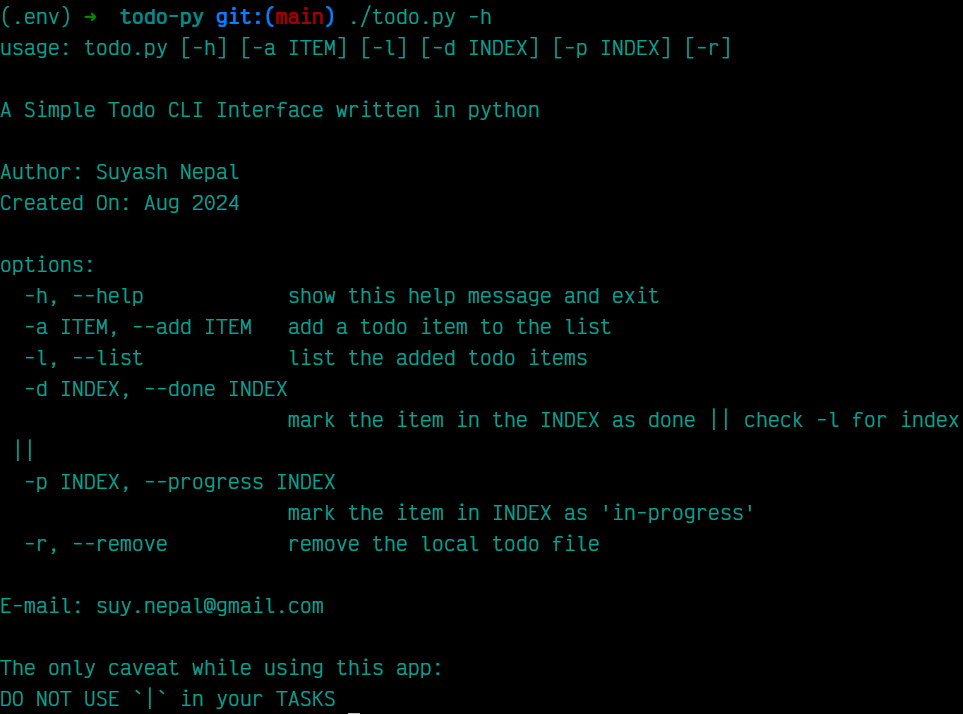 (.env) → todo-py git:(main) ./todo.py -h
usage: todo.py [-h] [-a ITEM] [-l] [-d INDEX] [-p INDEX] [-r]
A Simple Todo CLI Interface written in python
Author: Suyash Nepal
Created On: Aug 2024
options:
-h, --help show this help message and exit
-a ITEM, --add ITEM add a todo item to the list
-l, --list list the added todo items
-d INDEX, --done INDEX
mark the item in the INDEX as done || check -l for index
||
-p INDEX, --progress INDEX
mark the item in INDEX as 'in-progress'
-r, --remove remove the local todo file
E-mail: suy.nepal@gmail.com
The only caveat while using this app:
DO NOT USE `|` in your TASKS